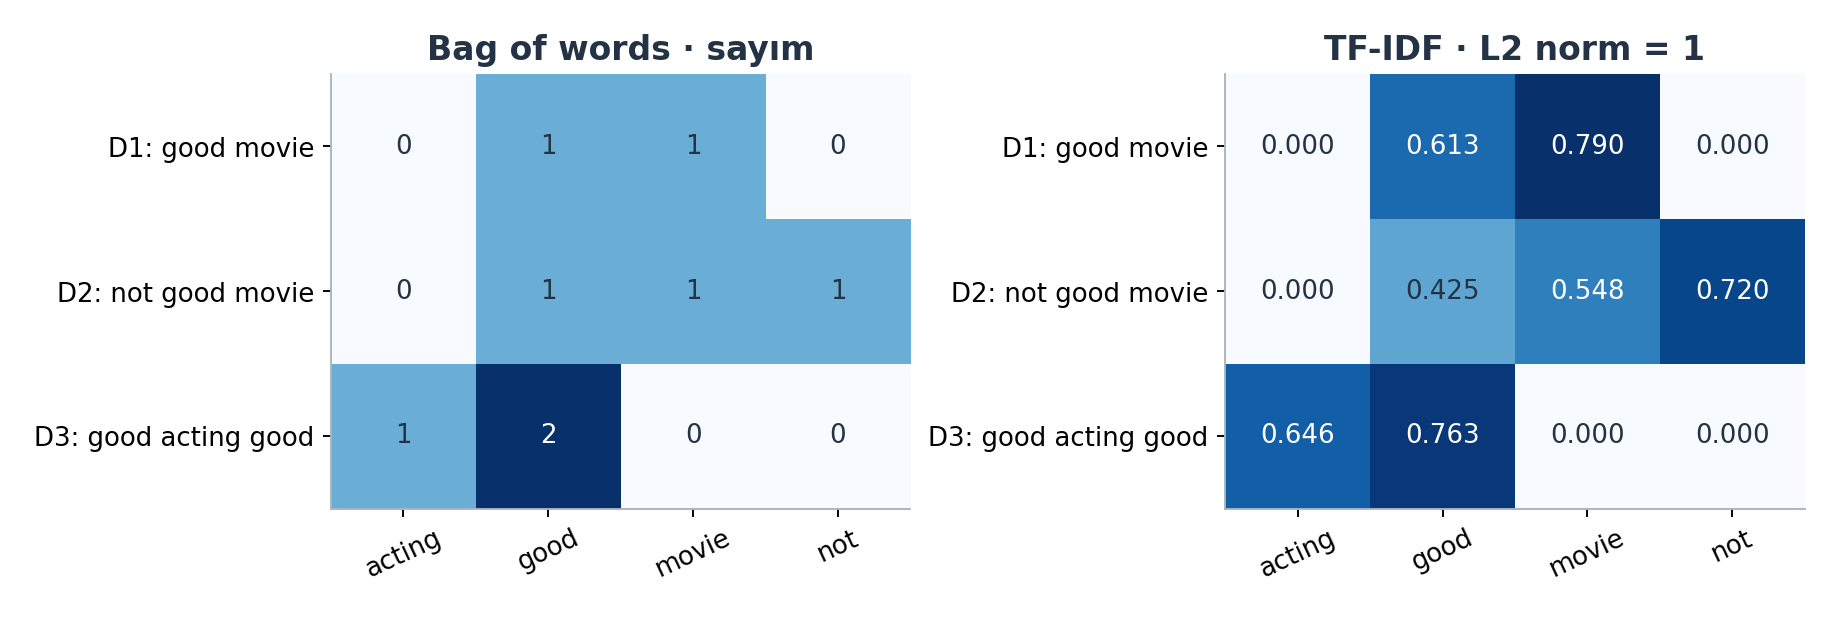 Bag of words · sayım
D1: good movie 0 1 1 0
D2: not good movie 0 1 1 1
D3: good acting good 1 2 0 0
acting good movie not
TF-IDF · L2 norm = 1
D1: good movie 0.000 0.613 0.790 0.000
D2: not good movie 0.000 0.425 0.548 0.720
D3: good acting good 0.646 0.763 0.000 0.000
acting good movie not